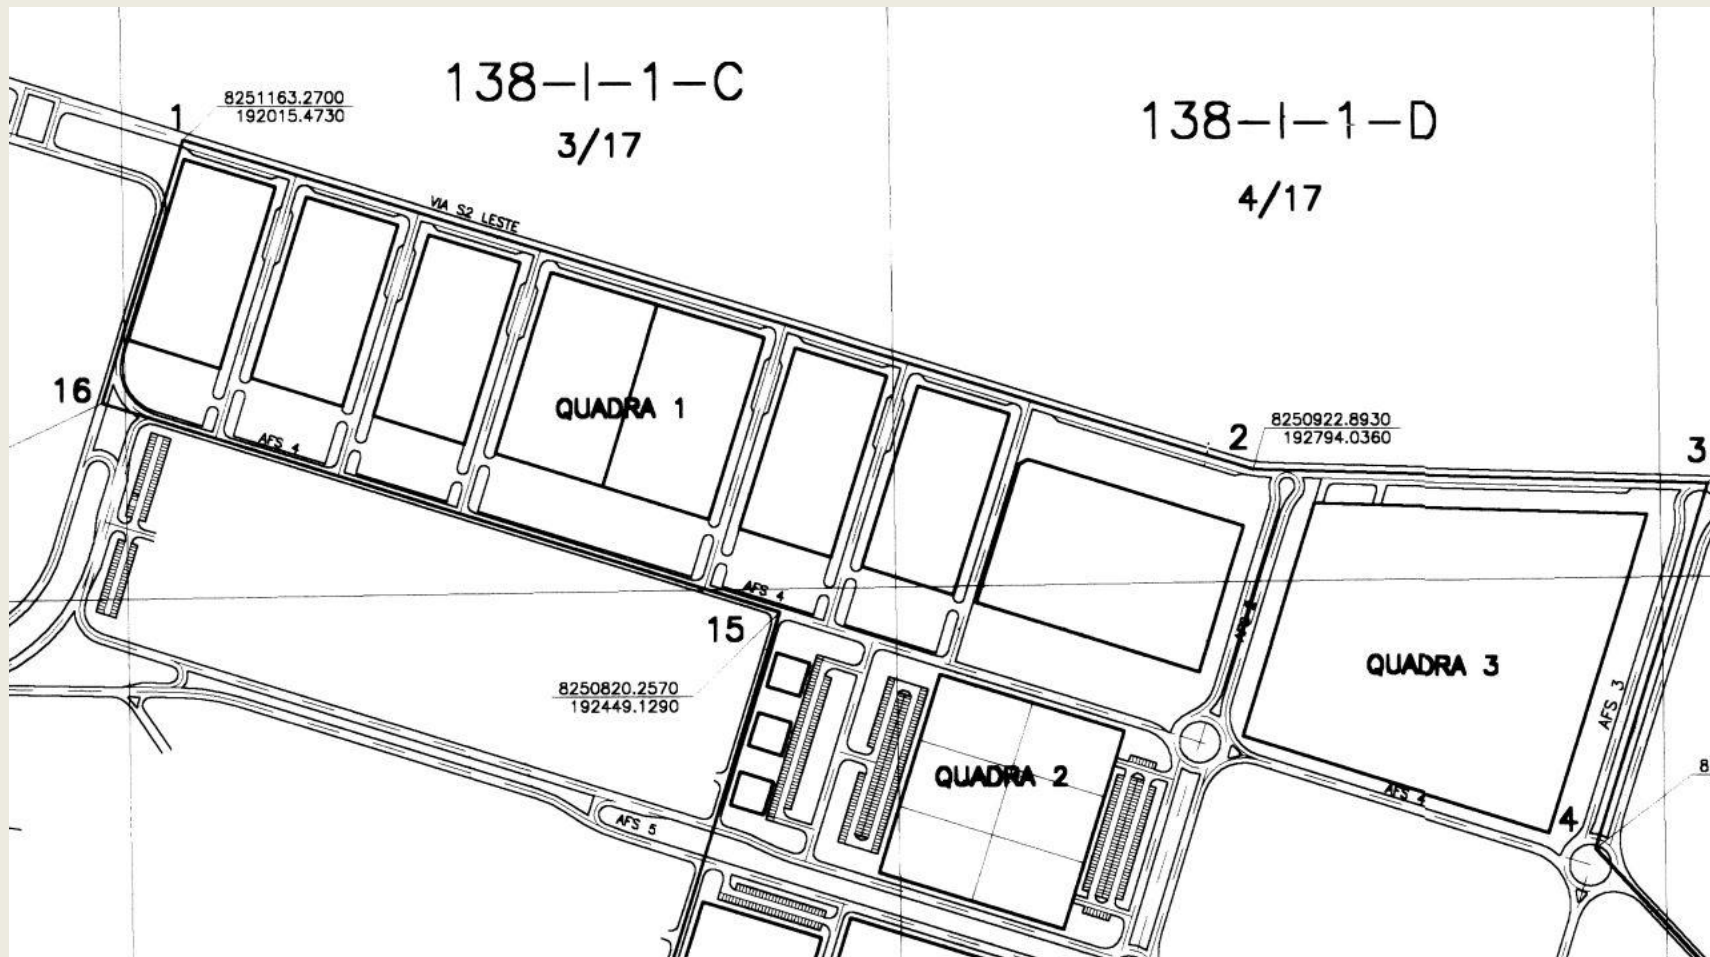 138-I-1-C
3/17
138-I-1-D
4/17
1
8251163.2700
192015.4730
VIA S2 LESTE
16
QUADRA 1
AFS 4
2
8250922.8930
192794.0360
3
AFS 4
15
8250820.2570
192449.1290
QUADRA 3
AFS 3
QUADRA 2
AFS 4
4
8
AFS 5